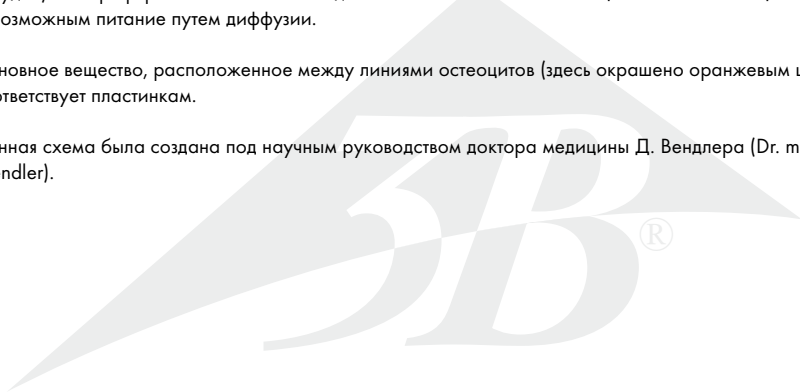 озможным питание путем диффузии.
новное вещество, расположенное между линиями остеоцитов (здесь окрашено оранжевым ц
ответствует пластинкам.
нная схема была создана под научным руководством доктора медицины Д. Вендлера (Dr. m
ndler).
3B
®